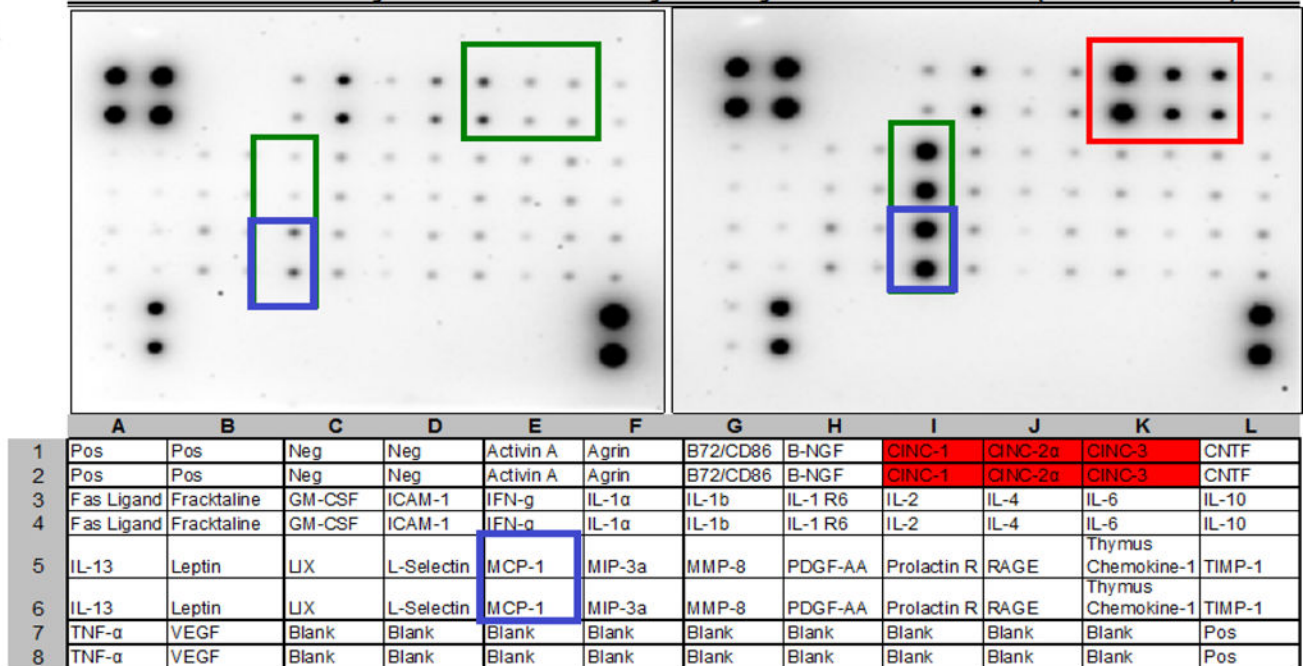 A B C D E F G H I J K L
1 Pos Pos Neg Neg Activin A Agrin B72/CD86 B-NGF CINC-1 CINC-2α CINC-3 CNTF
2 Pos Pos Neg Neg Activin A Agrin B72/CD86 B-NGF CINC-1 CINC-2α CINC-3 CNTF
3 Fas Ligand Fracktaline GM-CSF ICAM-1 IFN-g IL-1α IL-1b IL-1 R6 IL-2 IL-4 IL-6 IL-10
4 Fas Ligand Fracktaline GM-CSF ICAM-1 IFN-g IL-1α IL-1b IL-1 R6 IL-2 IL-4 IL-6 IL-10
Thymus
5 IL-13 Leptin LIX L-Selectin MCP-1 MIP-3a MMP-8 PDGF-AA Prolactin R RAGE Chemokine-1 TIMP-1
Thymus
6 IL-13 Leptin LIX L-Selectin MCP-1 MIP-3a MMP-8 PDGF-AA Prolactin R RAGE Chemokine-1 TIMP-1
7 TNF-α VEGF Blank Blank Blank Blank Blank Blank Blank Blank Blank Pos
8 TNF-α VEGF Blank Blank Blank Blank Blank Blank Blank Blank Blank Pos